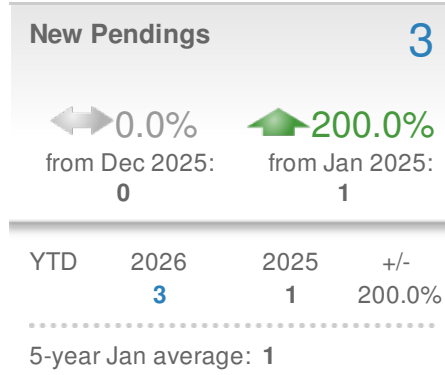 New Pendings 3
0.0% 200.0%
from Dec 2025: from Jan 2025:
0 1
YTD 2026 2025 +/-
3 1 200.0%
5-year Jan average: 1